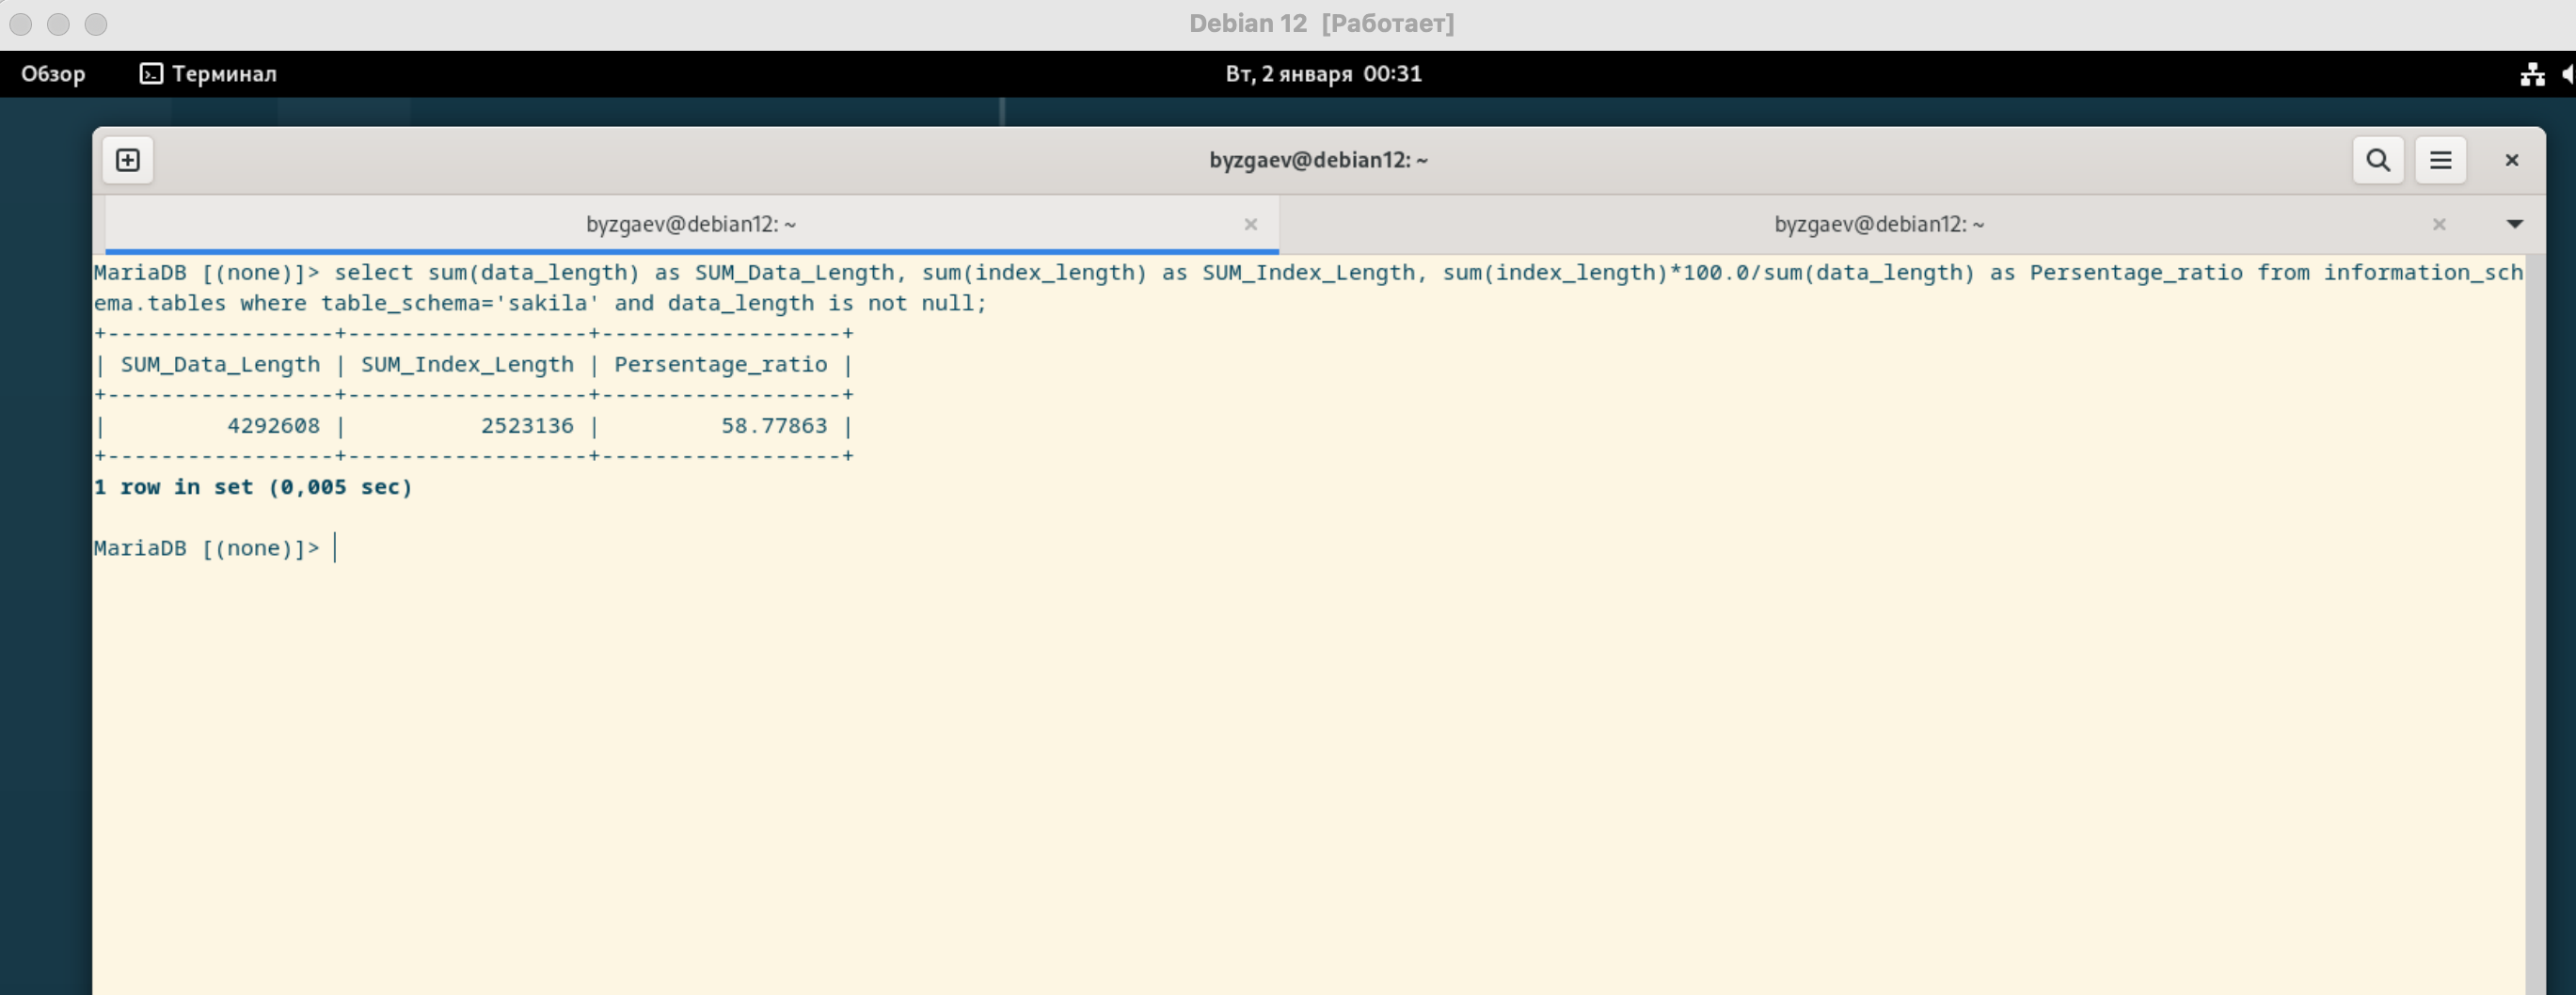 Debian 12 [Работает]
Обзор Терминал Вт, 2 января 00:31
byzgaev@debian12: ~
byzgaev@debian12: ~ byzgaev@debian12: ~
MariaDB [(none)]> select sum(data_length) as SUM_Data_Length, sum(index_length) as SUM_Index_Length, sum(index_length)*100.0/sum(data_length) as Persentage_ratio from information_sch
ema.tables where table_schema='sakila' and data_length is not null;
+-----------------+------------------+------------------+
| SUM_Data_Length | SUM_Index_Length | Persentage_ratio |
+-----------------+------------------+------------------+
| 4292608 | 2523136 | 58.77863 |
+-----------------+------------------+------------------+
1 row in set (0,005 sec)
MariaDB [(none)]>